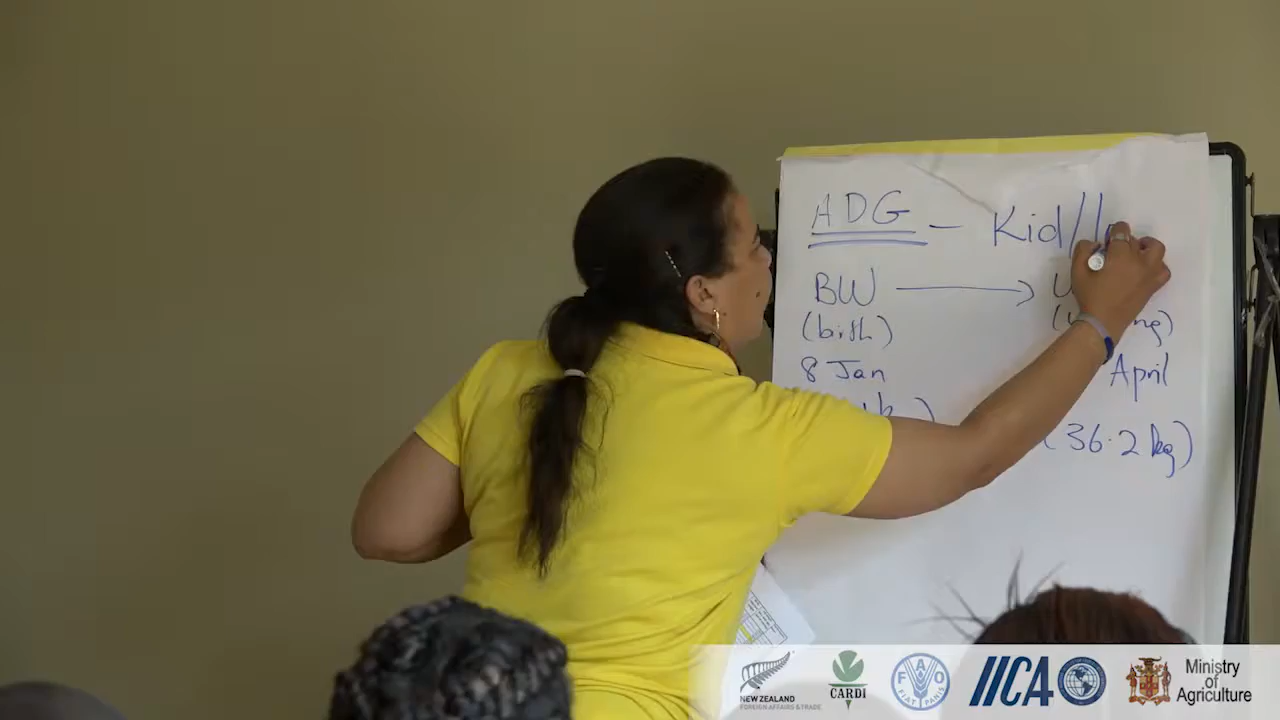 ADG - Kid/
BW →
(birth)
8 Jan
April
(36.2 kg)
NEW ZEALAND
FOREIGN AFFAIRS & TRADE
CARDI
FAO
FIAT PANIS
IICA
Ministry
of
Agriculture